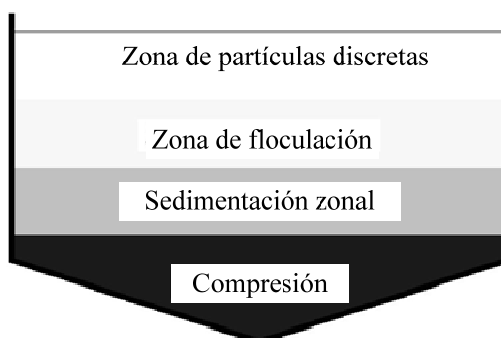 Zona de partículas discretas
Zona de floculación
Sedimentación zonal
Compresión